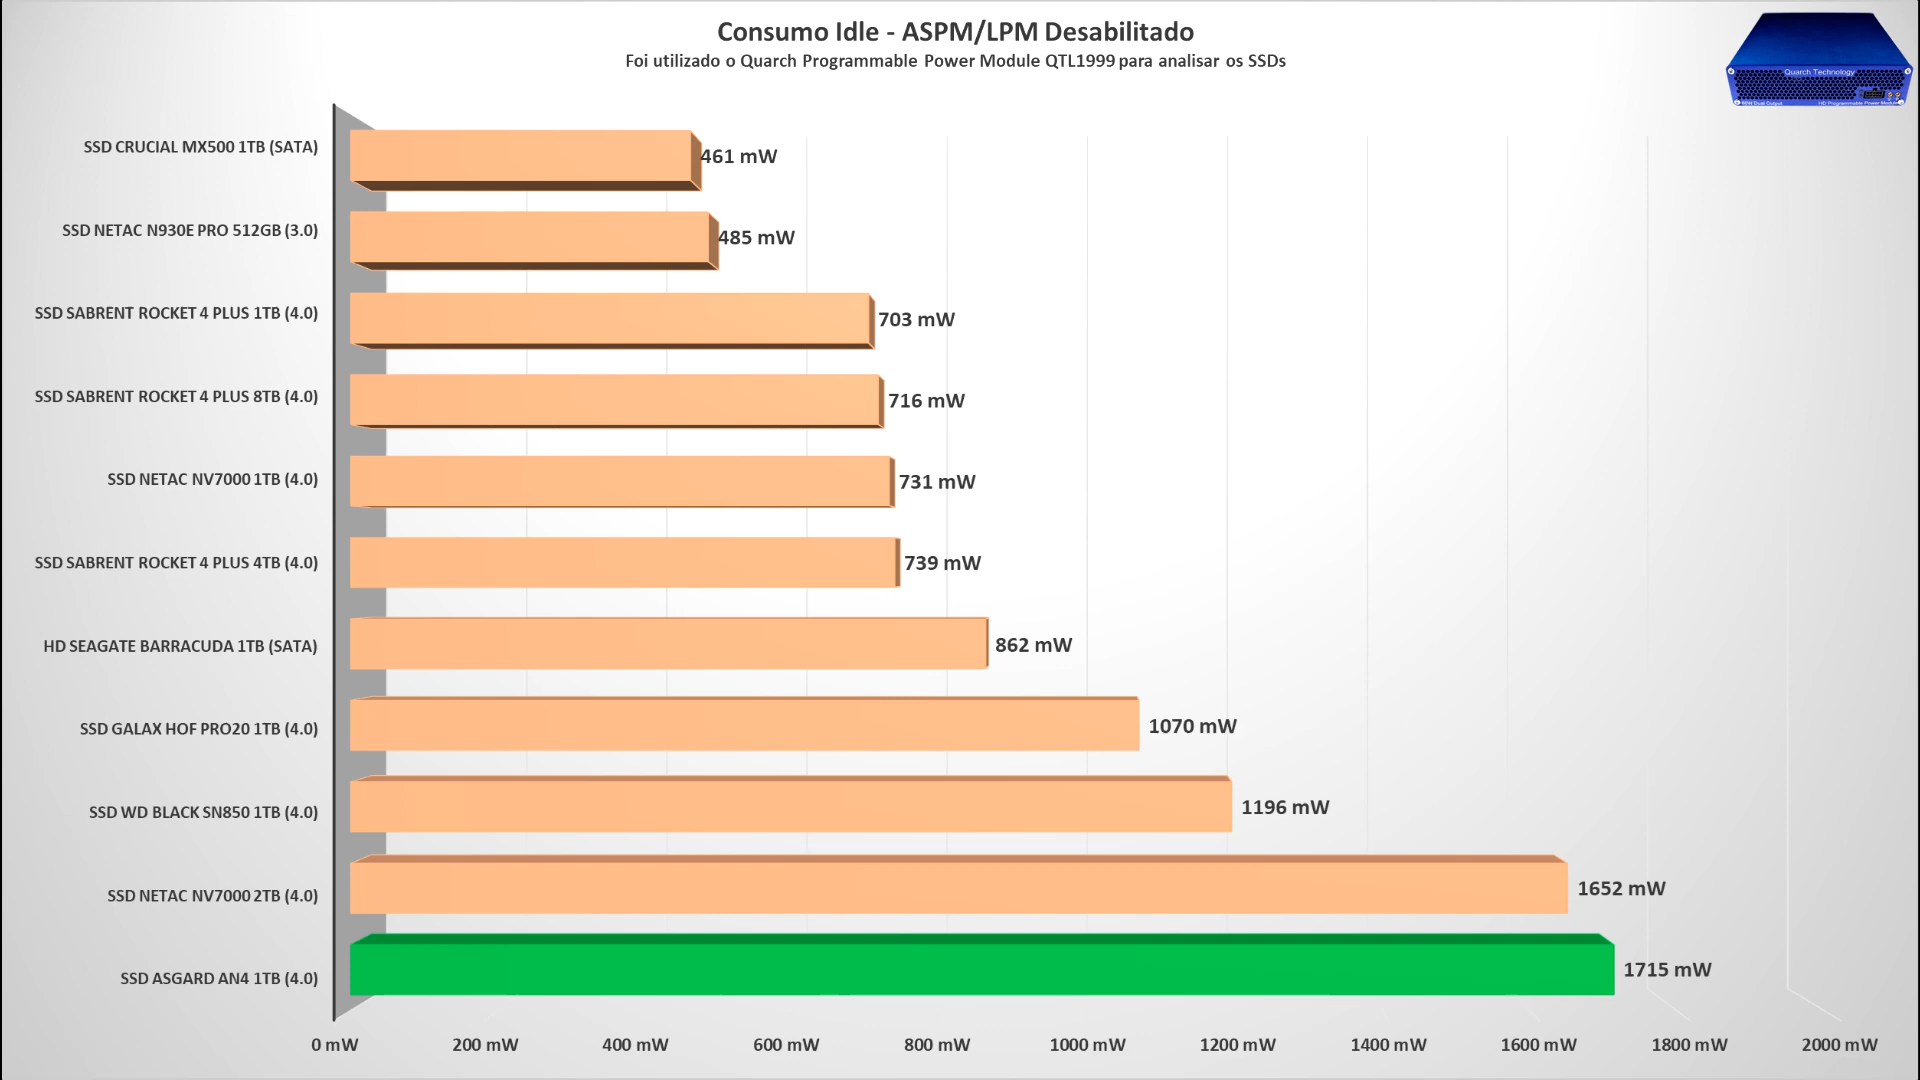 Consumo Idle - ASPM/LPM Desabilitado
Foi utilizado o Quarch Programmable Power Module QTL1999 para analisar os SSDs
Quarch Technology
HD Programmable Power Module
SSD CRUCIAL MX500 1TB (SATA)
461 mW
SSD NETAC N930E PRO 512GB (3.0)
485 mW
SSD SABRENT ROCKET 4 PLUS 1TB (4.0)
703 mW
SSD SABRENT ROCKET 4 PLUS 8TB (4.0)
716 mW
SSD NETAC NV7000 1TB (4.0)
731 mW
SSD SABRENT ROCKET 4 PLUS 4TB (4.0)
739 mW
HD SEAGATE BARRACUDA 1TB (SATA)
862 mW
SSD GALAX HOF PRO20 1TB (4.0)
1070 mW
SSD WD BLACK SN850 1TB (4.0)
1196 mW
SSD NETAC NV7000 2TB (4.0)
1652 mW
SSD ASGARD AN4 1TB (4.0)
1715 mW
0 mW 200 mW 400 mW 600 mW 800 mW 1000 mW 1200 mW 1400 mW 1600 mW 1800 mW 2000 mW